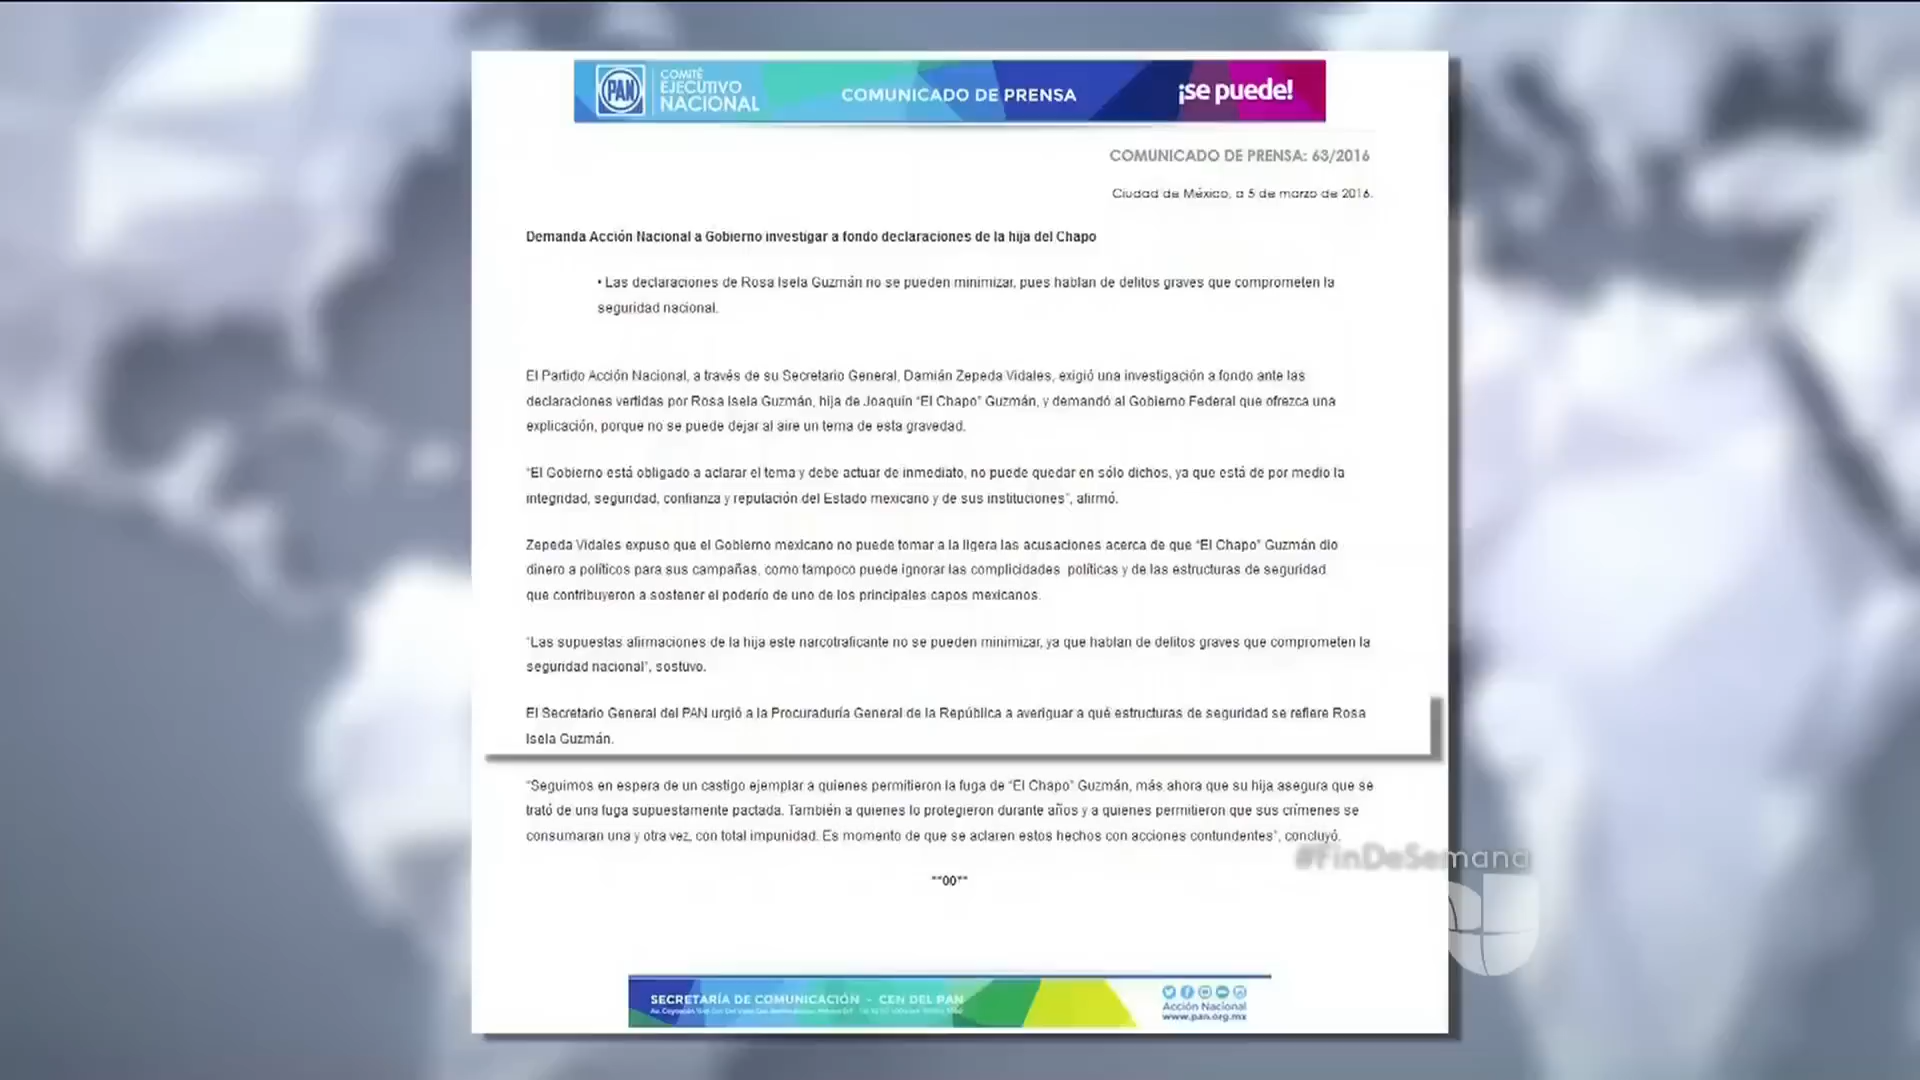 PAN
COMITÉ
EJECUTIVO
NACIONAL
COMUNICADO DE PRENSA
¡se puede!
COMUNICADO DE PRENSA: 63/2016
Ciudad de México, a 5 de marzo de 2016.
Demanda Acción Nacional a Gobierno investigar a fondo declaraciones de la hija del Chapo
• Las declaraciones de Rosa Isela Guzmán no se pueden minimizar, pues hablan de delitos graves que comprometen la
seguridad nacional.
El Partido Acción Nacional, a través de su Secretario General, Damián Zepeda Vidales, exigió una investigación a fondo ante las
declaraciones vertidas por Rosa Isela Guzmán, hija de Joaquín “El Chapo” Guzmán, y demandó al Gobierno Federal que ofrezca una
explicación, porque no se puede dejar al aire un tema de esta gravedad.
“El Gobierno está obligado a aclarar el tema y debe actuar de inmediato, no puede quedar en sólo dichos, ya que está de por medio la
integridad, seguridad, confianza y reputación del Estado mexicano y de sus instituciones”, afirmó.
Zepeda Vidales expuso que el Gobierno mexicano no puede tomar a la ligera las acusaciones acerca de que “El Chapo” Guzmán dio
dinero a políticos para sus campañas, como tampoco puede ignorar las complicidades políticas y de las estructuras de seguridad
que contribuyeron a sostener el poderío de uno de los principales capos mexicanos.
“Las supuestas afirmaciones de la hija este narcotraficante no se pueden minimizar, ya que hablan de delitos graves que comprometen la
seguridad nacional”, sostuvo.
El Secretario General del PAN urgió a la Procuraduría General de la República a averiguar a qué estructuras de seguridad se refiere Rosa
Isela Guzmán.
“Seguimos en espera de un castigo ejemplar a quienes permitieron la fuga de “El Chapo” Guzmán, más ahora que su hija asegura que se
trató de una fuga supuestamente pactada. También a quienes lo protegieron durante años y a quienes permitieron que sus crímenes se
consumaran una y otra vez, con total impunidad. Es momento de que se aclaren estos hechos con acciones contundentes”, concluyó.
#FinDeSemana
**00**
SECRETARÍA DE COMUNICACIÓN - CEN DEL PAN
Acción Nacional
www.pan.org.mx